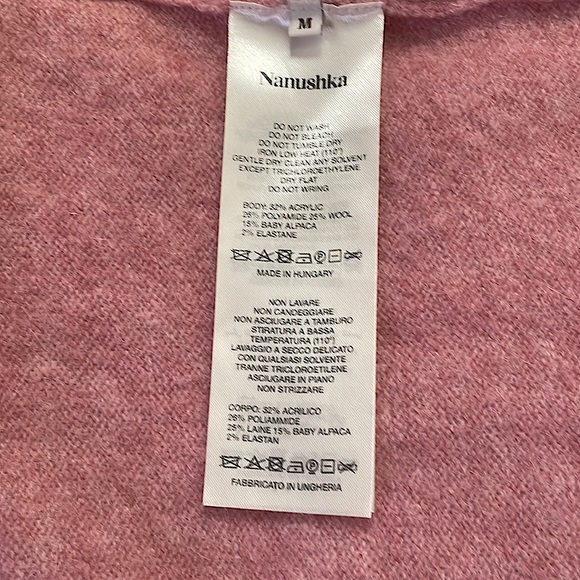 M
Nanushka
DO NOT WASH
DO NOT BLEACH
DO NOT TUMBLE DRY
IRON LOW HEAT (110°)
GENTLE DRY CLEAN ANY SOLVENT
EXCEPT TRICHLOROETHYLENE
DRY FLAT
DO NOT WRING
BODY: 32% ACRYLIC
26% POLYAMIDE 25% WOOL
15% BABY ALPACA
2% ELASTANE
MADE IN HUNGARY
NON LAVARE
NON CANDEGGIARE
NON ASCIUGARE A TAMBURO
STIRATURA A BASSA
TEMPERATURA (110°)
LAVAGGIO A SECCO DELICATO
CON QUALSIASI SOLVENTE
TRANNE TRICLOROETILENE
ASCIUGARE IN PIANO
NON STRIZZARE
CORPO: 32% ACRILICO
26% POLIAMMIDE
25% LAINE 15% BABY ALPACA
2% ELASTAN
FABBRICATO IN UNGHERIA